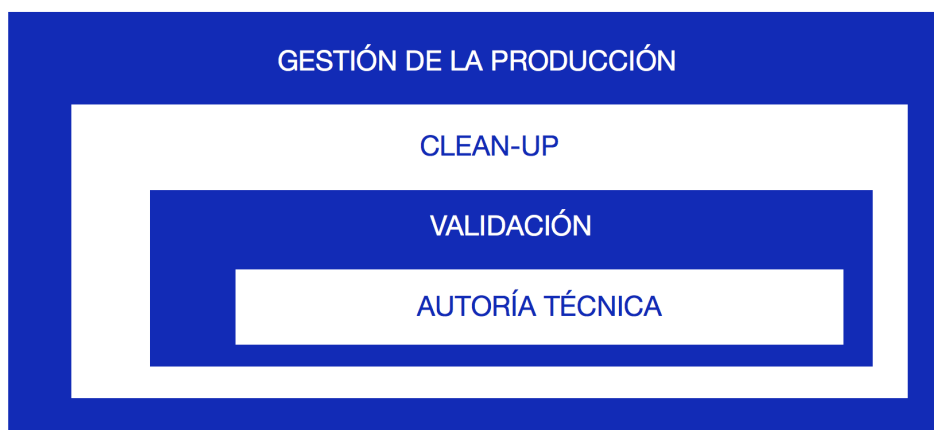 GESTIÓN DE LA PRODUCCIÓN
CLEAN-UP
VALIDACIÓN
AUTORÍA TÉCNICA